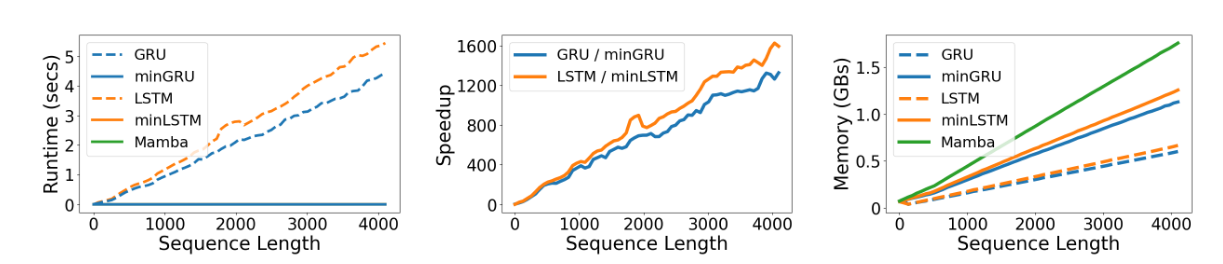 Runtime (secs)
5
4
3
2
1
0
GRU
minGRU
LSTM
minLSTM
Mamba
0 1000 2000 3000 4000
Sequence Length
Speedup
1600
1200
800
400
0
GRU / minGRU
LSTM / minLSTM
0 1000 2000 3000 4000
Sequence Length
Memory (GBs)
1.5
1.0
0.5
0
GRU
minGRU
LSTM
minLSTM
Mamba
0 1000 2000 3000 4000
Sequence Length